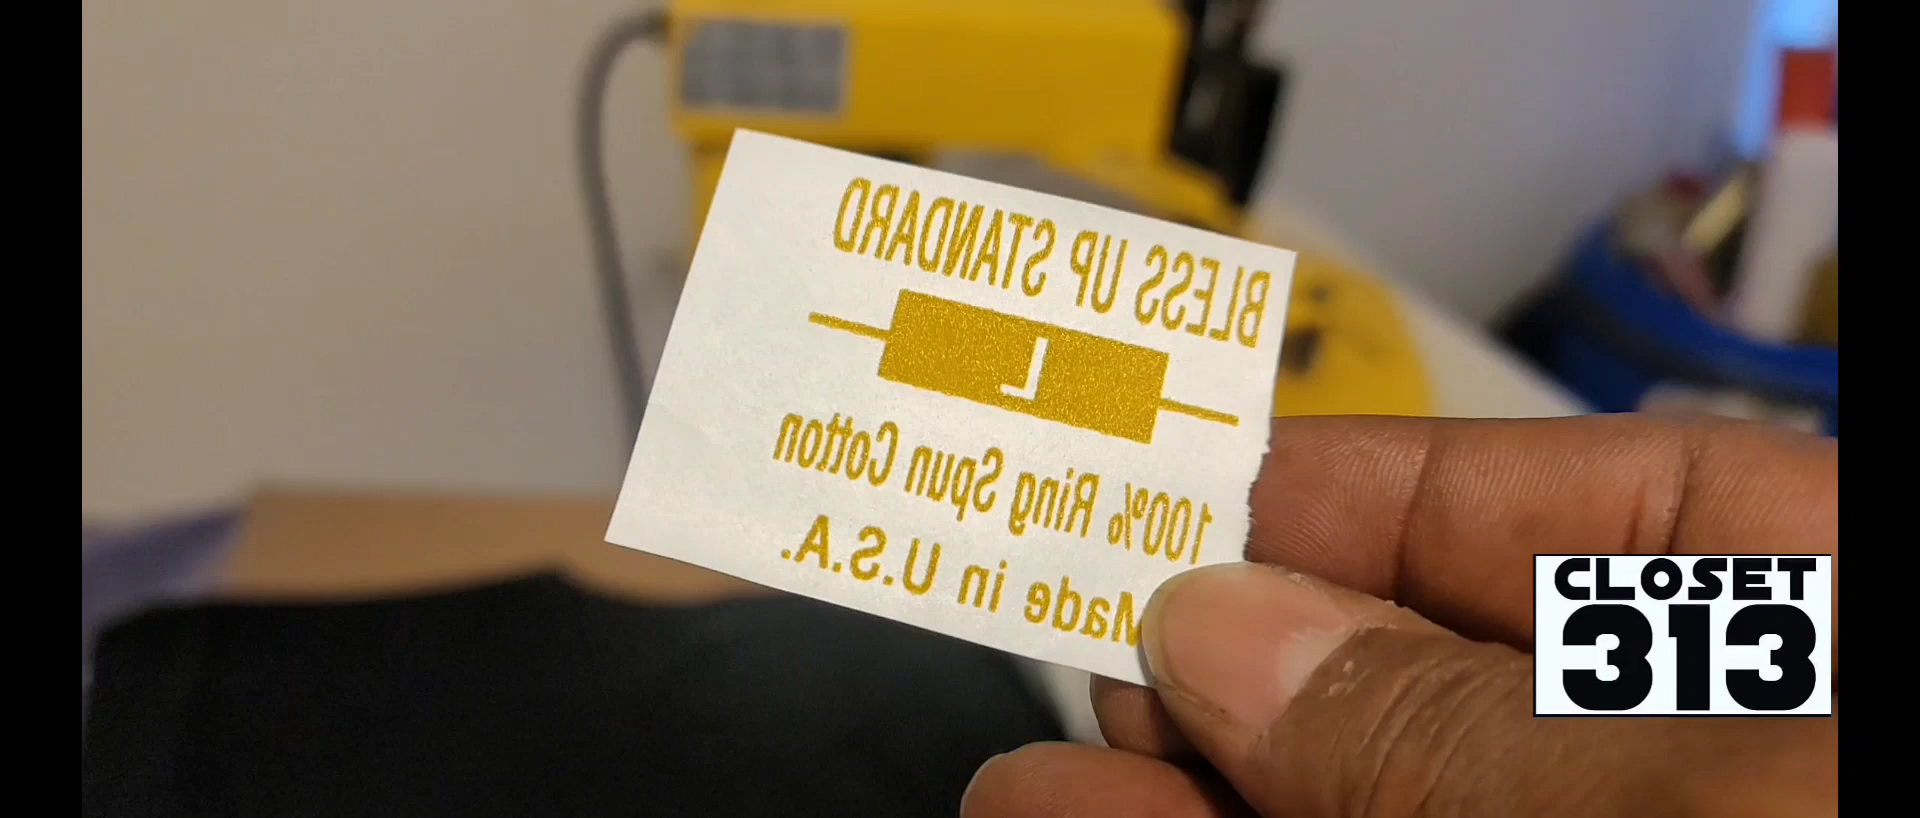 BLESS UP STANDARD
L
100% Ring Spun Cotton
Made in U.S.A.
CLOSET
313